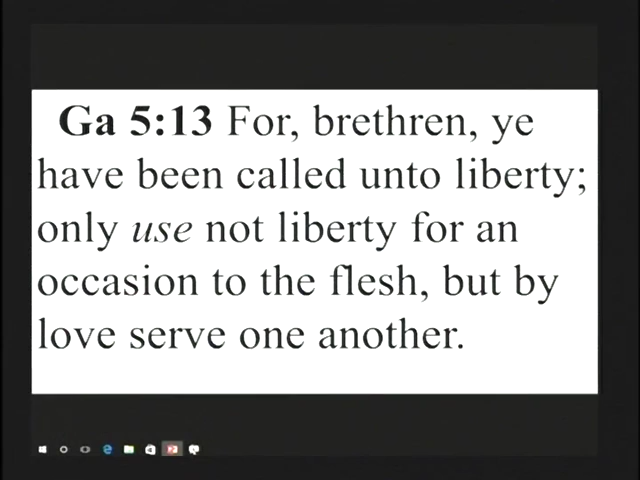 Ga 5:13 For, brethren, ye
have been called unto liberty;
only use not liberty for an
occasion to the flesh, but by
love serve one another.